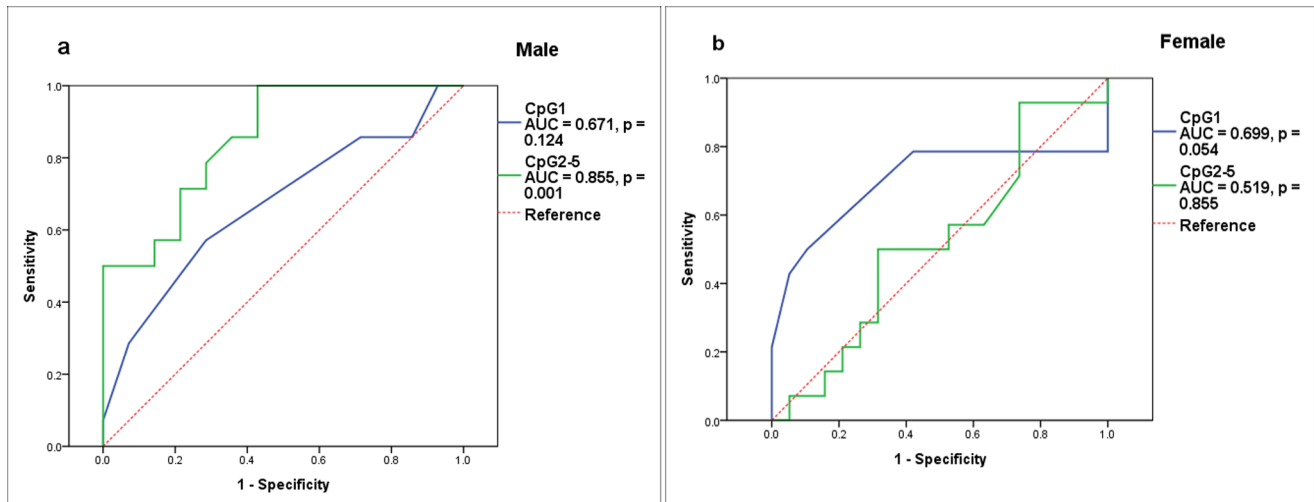 a
Male
1.0
0.8
0.6
0.4
0.2
0.0
Sensitivity
0.0 0.2 0.4 0.6 0.8 1.0
1 - Specificity
CpG1
AUC = 0.671, p =
0.124
CpG2-5
AUC = 0.855, p =
0.001
Reference
b
Female
1.0
0.8
0.6
0.4
0.2
0.0
Sensitivity
0.0 0.2 0.4 0.6 0.8 1.0
1 - Specificity
CpG1
AUC = 0.699, p =
0.054
CpG2-5
AUC = 0.519, p =
0.855
Reference